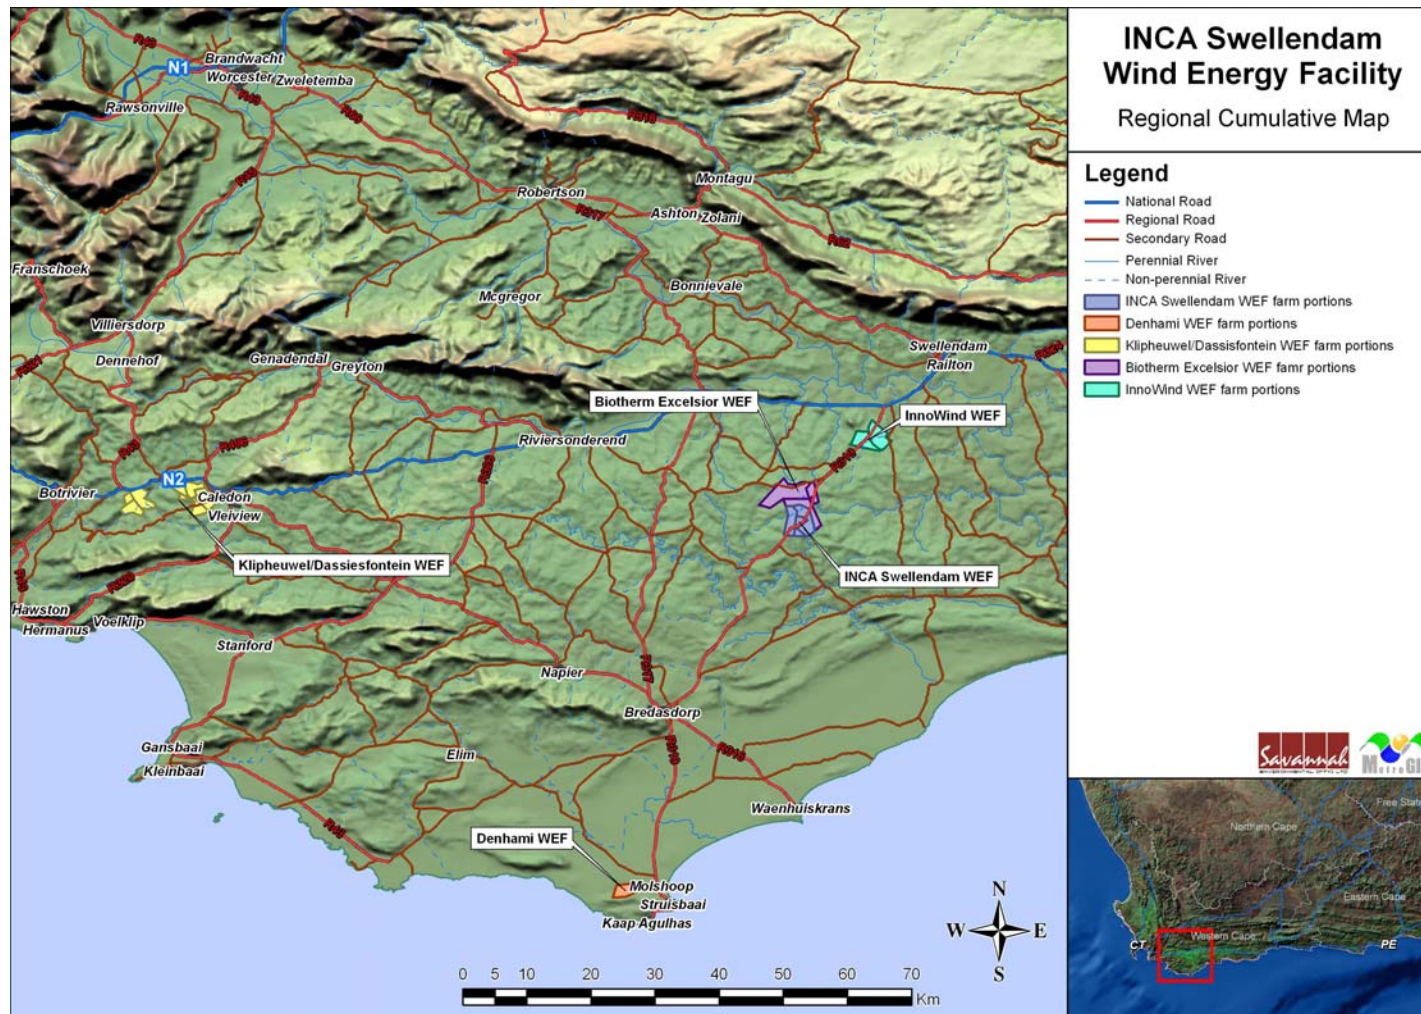 INCA Swellendam
Wind Energy Facility
Regional Cumulative Map
Legend
National Road
Regional Road
Secondary Road
Perennial River
Non-perennial River
INCA Swellendam WEF farm portions
Denhami WEF farm portions
Klipheuwel/Dassisfontein WEF farm portions
Biotherm Excelsior WEF famr portions
InnoWind WEF farm portions
Brandwacht
N1
Worcester
Zweletemba
Rawsonville
R318
Montagu
Robertson
Ashton
Zolani
R317
R62
Franschoek
Bonnievale
Mcgregor
Villiersdorp
Dennehof
Genadendal
Greyton
Swellendam
Railton
Biotherm Excelsior WEF
InnoWind WEF
Riviersonderend
N2
Botrivier
Caledon
Vleiview
Klipheuwel/Dassiesfontein WEF
INCA Swellendam WEF
Hawston
Hermanus
Voelklip
Stanford
Napier
Bredasdorp
Gansbaai
Kleinbaai
Elim
Waenhuiskrans
Denhami WEF
Molshoop
Struisbaai
Kaap Agulhas
N
W
E
S
0 5 10 20 30 40 50 60 70
Km
Savannah
Free State
Northern Cape
Eastern Cape
Western Cape
CT
PE